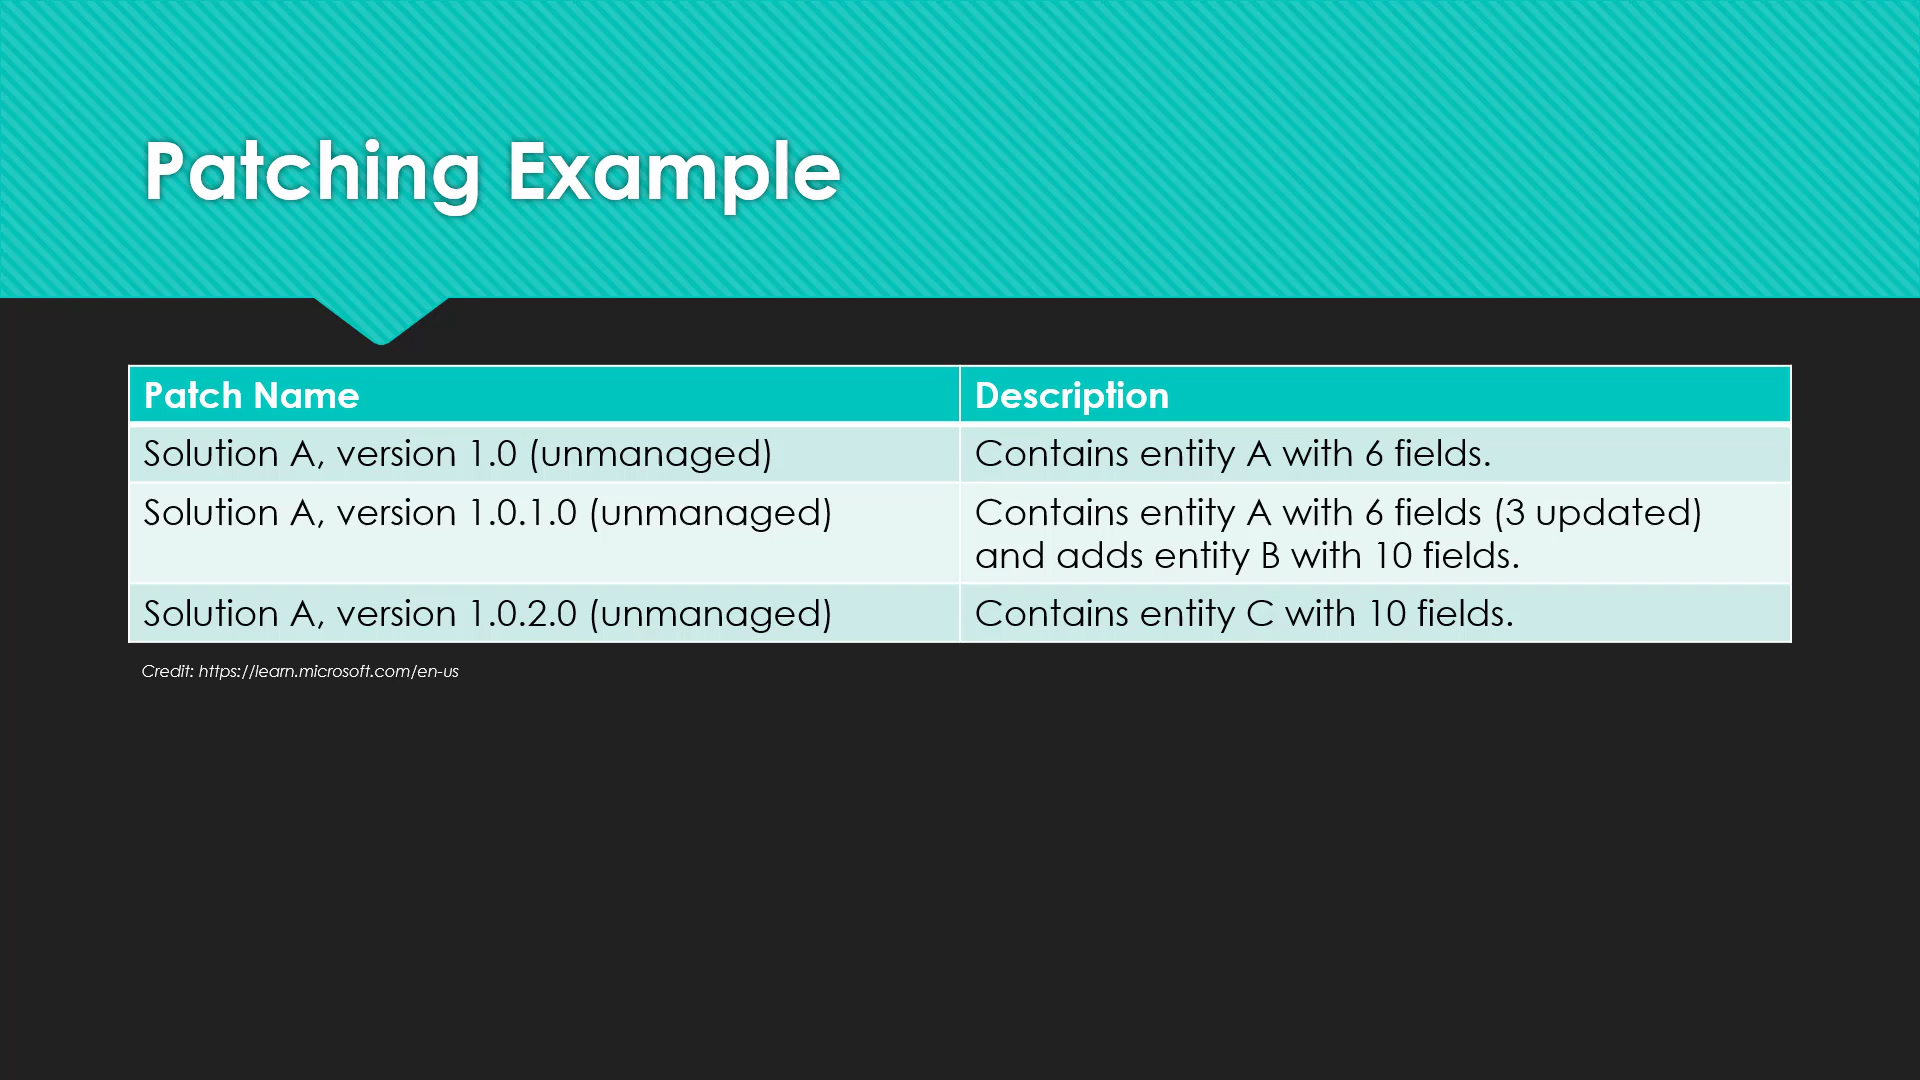 Patching Example
Patch Name
Description
Solution A, version 1.0 (unmanaged)
Contains entity A with 6 fields.
Solution A, version 1.0.1.0 (unmanaged)
Contains entity A with 6 fields (3 updated)
and adds entity B with 10 fields.
Solution A, version 1.0.2.0 (unmanaged)
Contains entity C with 10 fields.
Credit: https://learn.microsoft.com/en-us